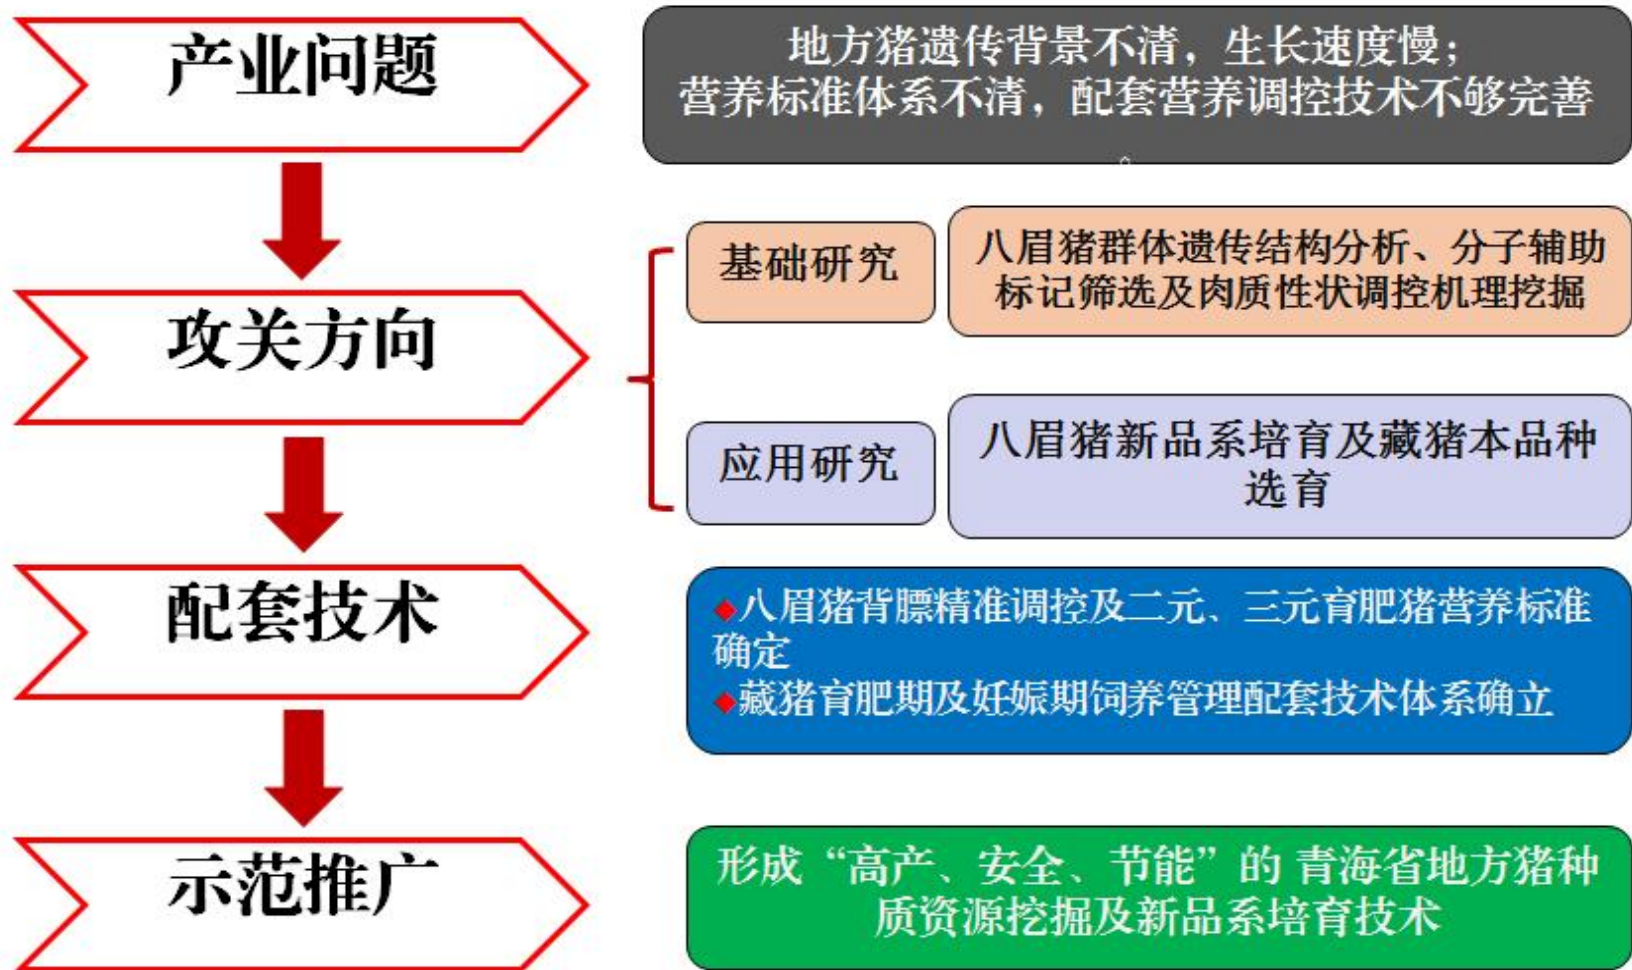 产业问题
地方猪遗传背景不清，生长速度慢；
营养标准体系不清，配套营养调控技术不够完善
。
攻关方向
基础研究
八眉猪群体遗传结构分析、分子辅助
标记筛选及肉质性状调控机理挖掘
应用研究
八眉猪新品系培育及藏猪本品种
选育
配套技术
◆八眉猪背膘精准调控及二元、三元育肥猪营养标准
确定
◆藏猪育肥期及妊娠期饲养管理配套技术体系确立
示范推广
形成“高产、安全、节能”的 青海省地方猪种
质资源挖掘及新品系培育技术